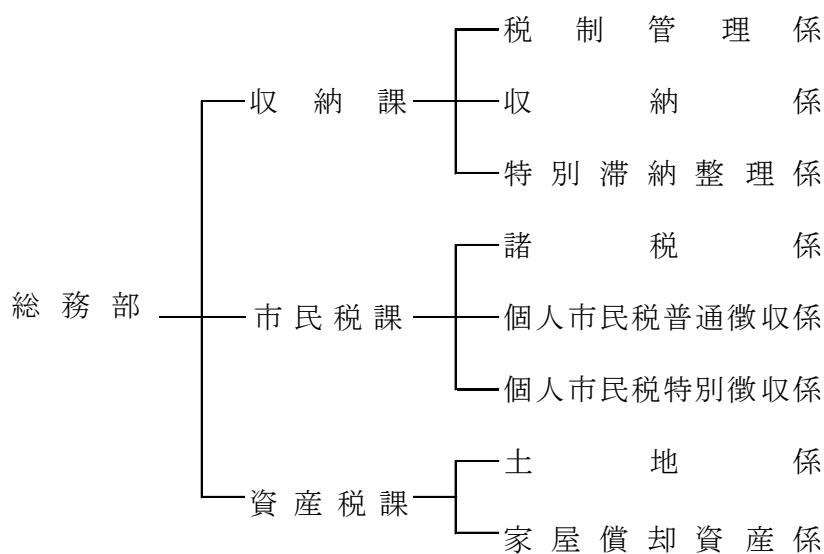 総務部
収納課
税制管理係
収納係
特別滞納整理係
市民税課
諸税係
個人市民税普通徴収係
個人市民税特別徴収係
資産税課
土地係
家屋償却資産係